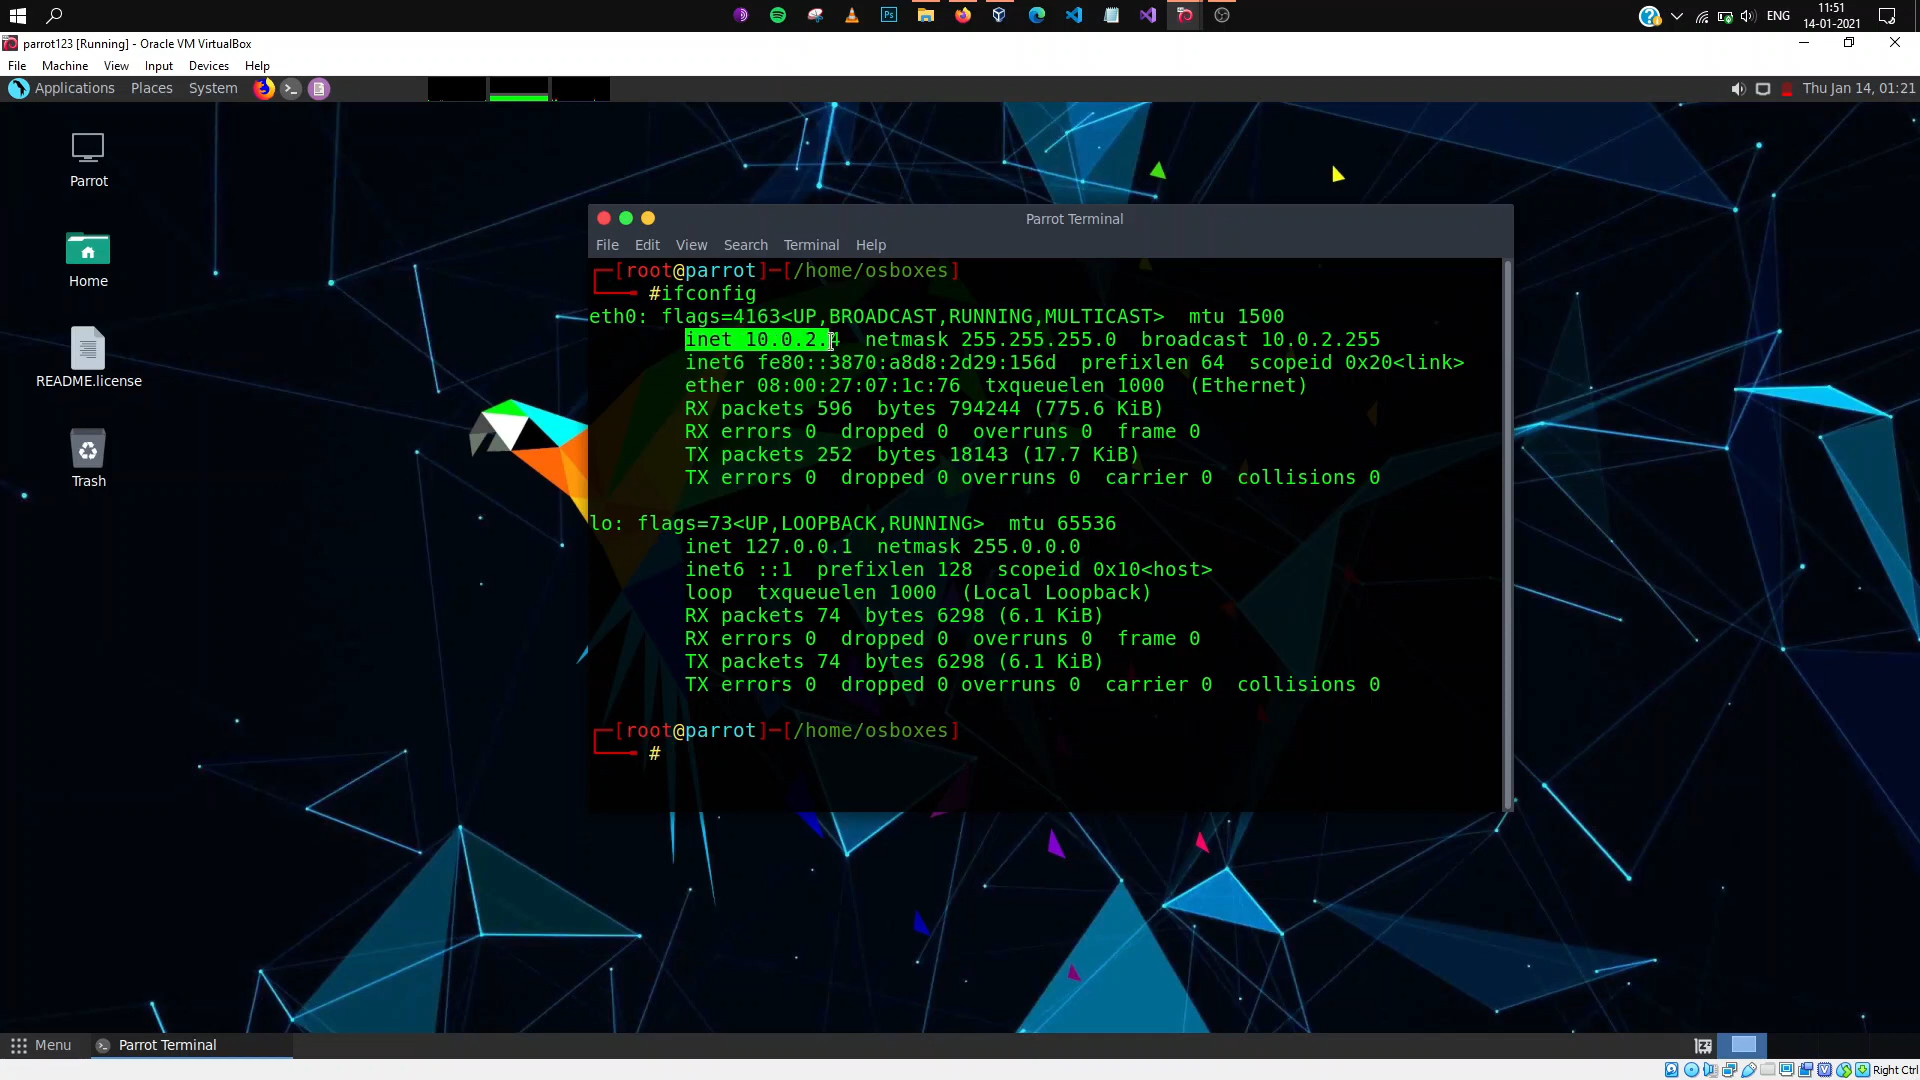 ENG
11:51
14-01-2021
parrot123 [Running] - Oracle VM VirtualBox
File Machine View Input Devices Help
Applications Places System
Thu Jan 14, 01:21
Parrot
Home
README.license
Trash
Parrot Terminal
File Edit View Search Terminal Help
┌─[root@parrot]─[/home/osboxes]
└──╼ #ifconfig
eth0: flags=4163<UP,BROADCAST,RUNNING,MULTICAST>  mtu 1500
inet 10.0.2.4  netmask 255.255.255.0  broadcast 10.0.2.255
inet6 fe80::3870:a8d8:2d29:156d  prefixlen 64  scopeid 0x20<link>
ether 08:00:27:07:1c:76  txqueuelen 1000  (Ethernet)
RX packets 596  bytes 794244 (775.6 KiB)
RX errors 0  dropped 0  overruns 0  frame 0
TX packets 252  bytes 18143 (17.7 KiB)
TX errors 0  dropped 0 overruns 0  carrier 0  collisions 0
lo: flags=73<UP,LOOPBACK,RUNNING>  mtu 65536
inet 127.0.0.1  netmask 255.0.0.0
inet6 ::1  prefixlen 128  scopeid 0x10<host>
loop  txqueuelen 1000  (Local Loopback)
RX packets 74  bytes 6298 (6.1 KiB)
RX errors 0  dropped 0  overruns 0  frame 0
TX packets 74  bytes 6298 (6.1 KiB)
TX errors 0  dropped 0 overruns 0  carrier 0  collisions 0
┌─[root@parrot]─[/home/osboxes]
└──╼ #
Menu
Parrot Terminal
Right Ctrl